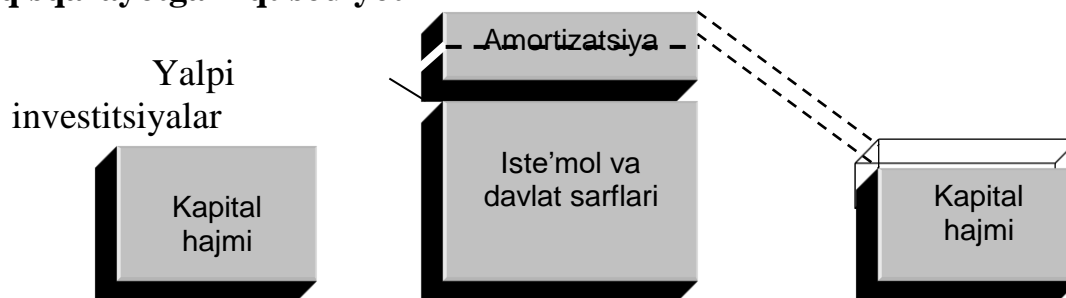 Amortizatsiya
Yalpi
investitsiyalar
Iste’mol va
davlat sarflari
Kapital
hajmi
Kapital
hajmi